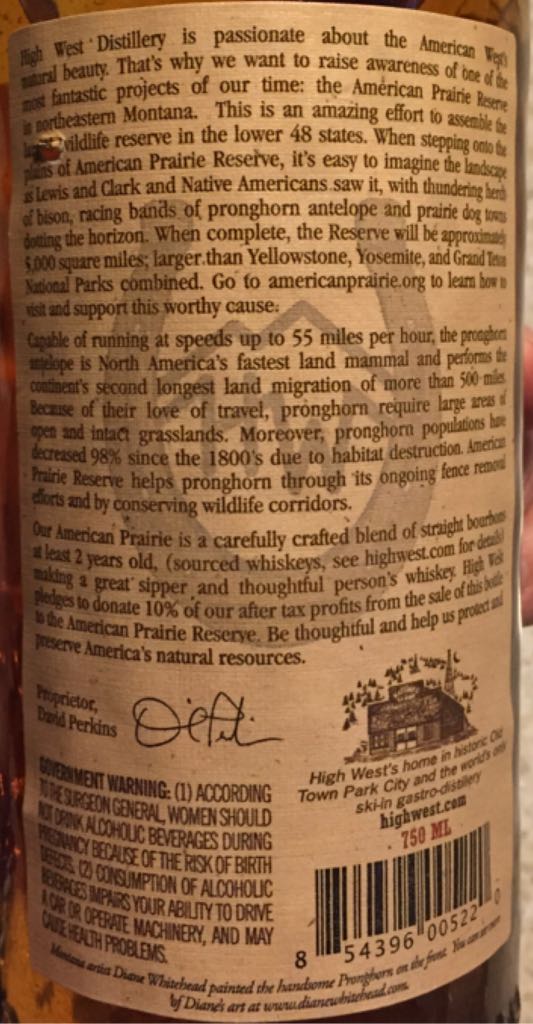 High West Distillery is passionate about the American West's
natural beauty. That's why we want to raise awareness of one of the
most fantastic projects of our time: the American Prairie Reserve
in northeastern Montana. This is an amazing effort to assemble the
wildlife reserve in the lower 48 states. When stepping onto the
plains of American Prairie Reserve, it's easy to imagine the landscape
as Lewis and Clark and Native Americans saw it, with thundering herds
of bison, racing bands of pronghorn antelope and prairie dog towns
dotting the horizon. When complete, the Reserve will be approximately
5,000 square miles; larger than Yellowstone, Yosemite, and Grand Teton
National Parks combined. Go to americanprairie.org to learn how to
visit and support this worthy cause.
Capable of running at speeds up to 55 miles per hour, the pronghorn
antelope is North America's fastest land mammal and performs the
continent's second longest land migration of more than 500 miles.
Because of their love of travel, pronghorn require large areas of
open and intact grasslands. Moreover, pronghorn populations have
decreased 98% since the 1800's due to habitat destruction. American
Prairie Reserve helps pronghorn through its ongoing fence removal
efforts and by conserving wildlife corridors.
Our American Prairie is a carefully crafted blend of straight bourbons
at least 2 years old, (sourced whiskeys, see highwest.com for details)
making a great sipper and thoughtful person's whiskey. High West
pledges to donate 10% of our after tax profits from the sale of this bottle
to the American Prairie Reserve. Be thoughtful and help us protect and
preserve America's natural resources.
Proprietor,
David Perkins
High West's home in historic Old
Town Park City and the world's only
ski-in gastro-distillery
highwest.com
750 ML
GOVERNMENT WARNING: (1) ACCORDING
TO THE SURGEON GENERAL, WOMEN SHOULD
NOT DRINK ALCOHOLIC BEVERAGES DURING
PREGNANCY BECAUSE OF THE RISK OF BIRTH
DEFECTS. (2) CONSUMPTION OF ALCOHOLIC
BEVERAGES IMPAIRS YOUR ABILITY TO DRIVE
A CAR OR OPERATE MACHINERY, AND MAY
CAUSE HEALTH PROBLEMS.
8 54396 00522 0
Montana artist Diane Whitehead painted the handsome Pronghorn on the front. You can see more
of Diane's art at www.dianewhitehead.com.